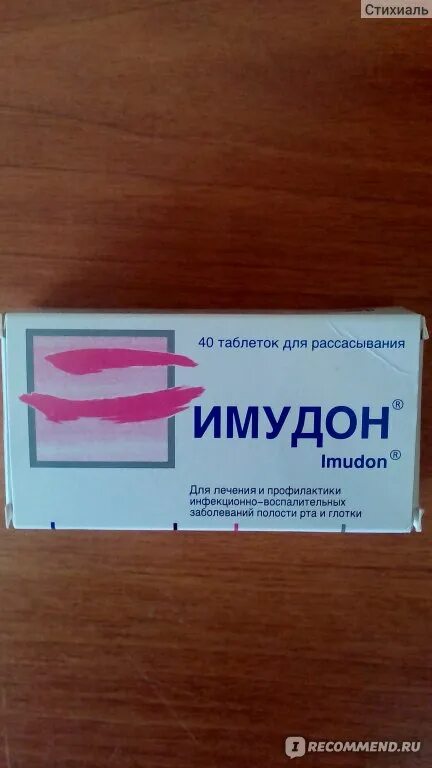 Стихиаль
40 таблеток для рассасывания
ИМУДОН®
Imudon®
Для лечения и профилактики
инфекционно-воспалительных
заболеваний полости рта и глотки
IRECOMMEND.RU